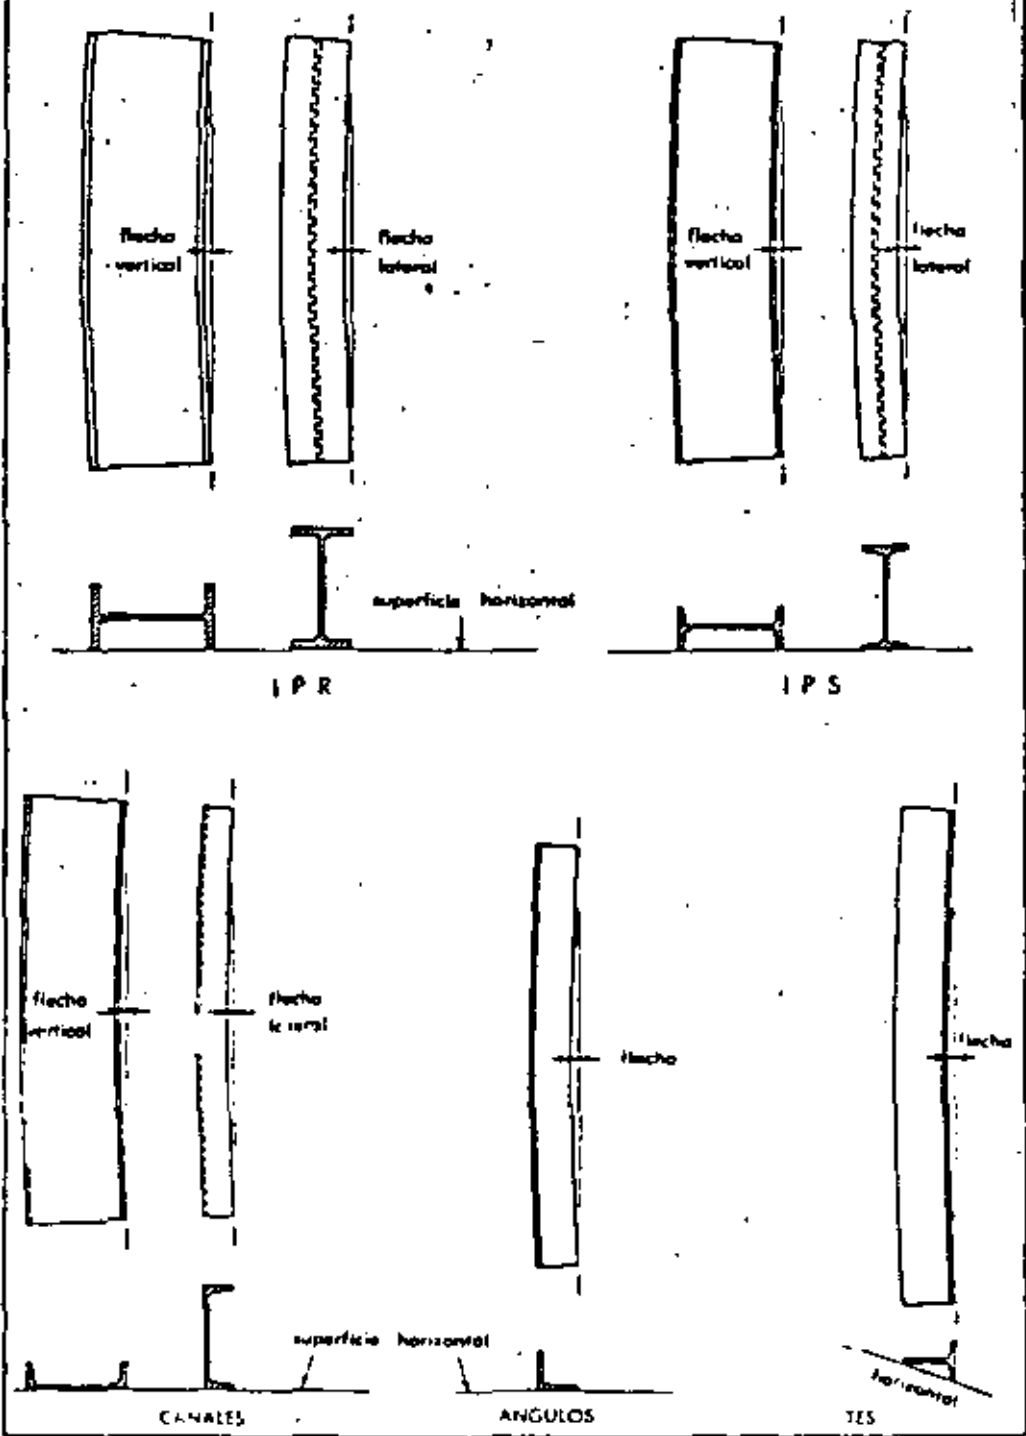 flecha
vertical
flecha
lateral
flecha
vertical
flecha
lateral
superficie horizontal
I P R
I P S
flecha
vertical
flecha
lateral
flecha
flecha
superficie horizontal
horizontal
CANALES
ANGULOS
TES